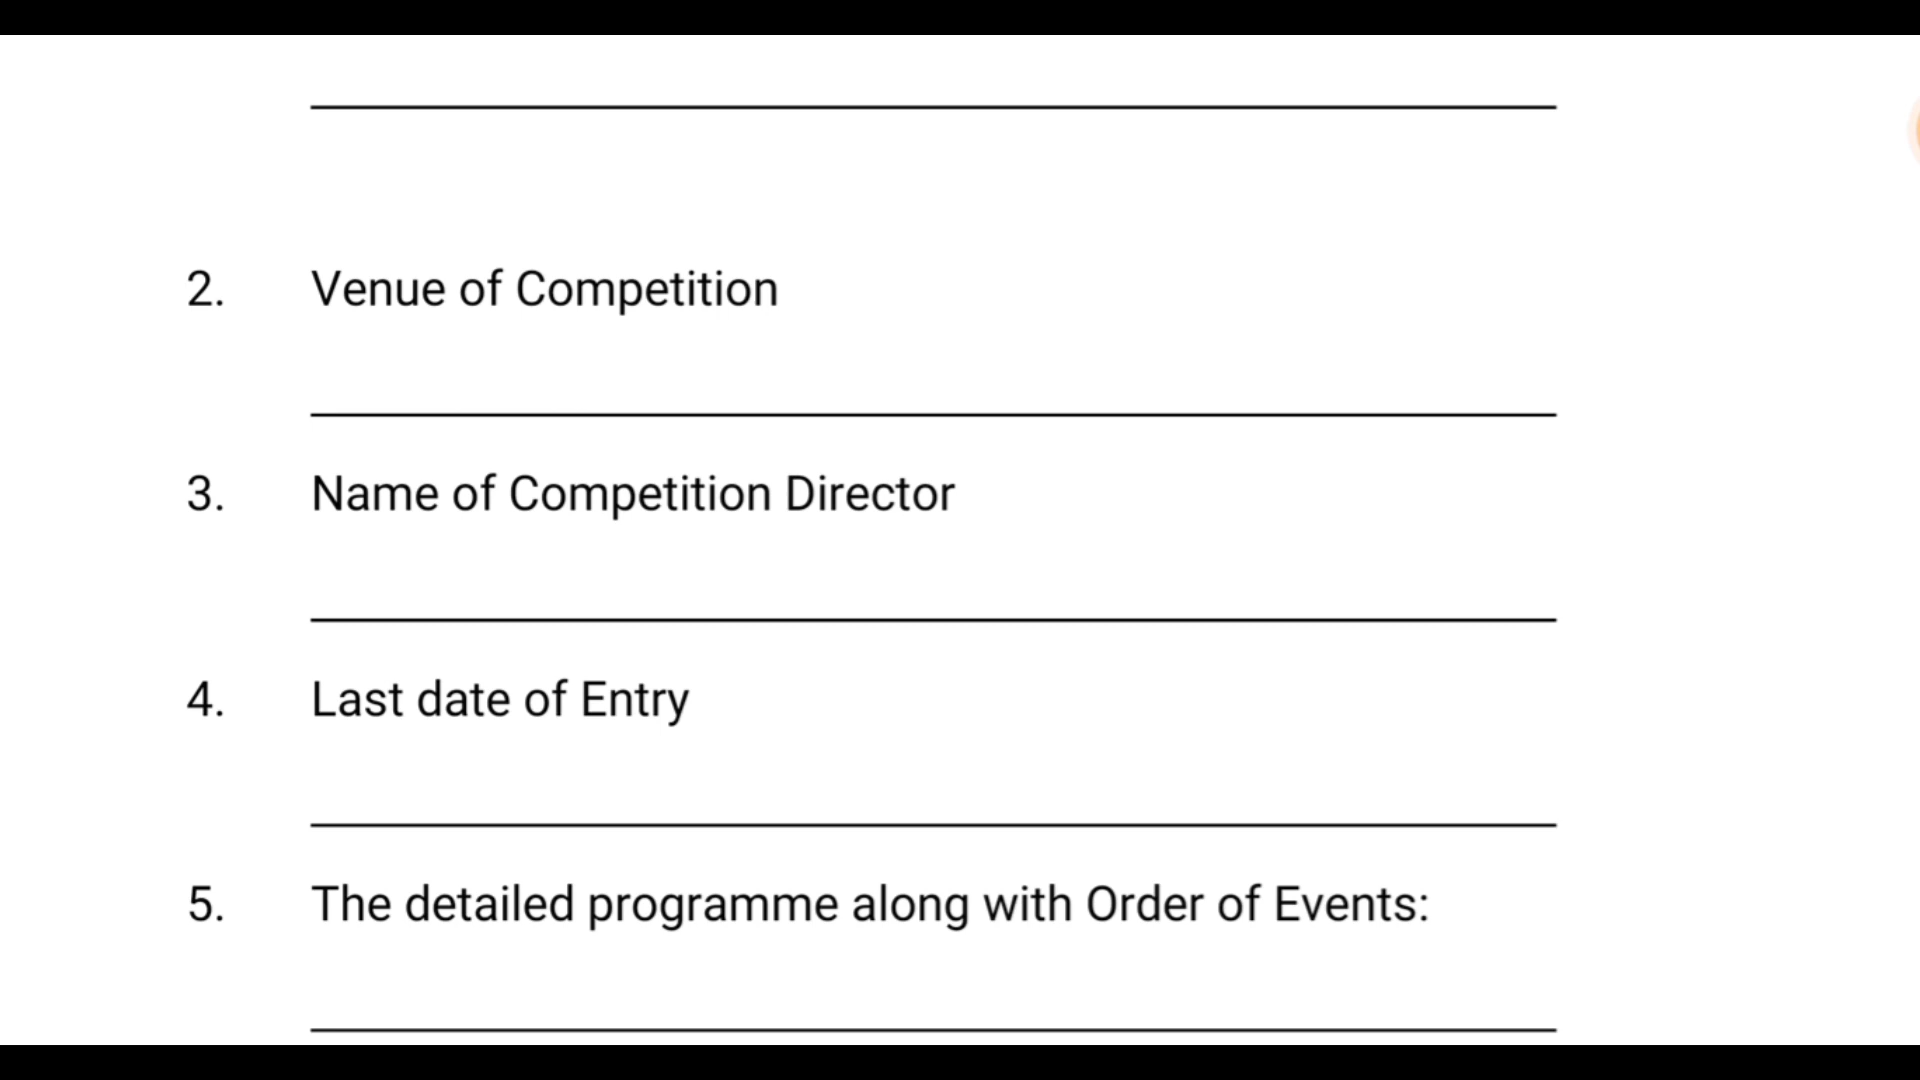 2. Venue of Competition
3. Name of Competition Director
4. Last date of Entry
5. The detailed programme along with Order of Events: